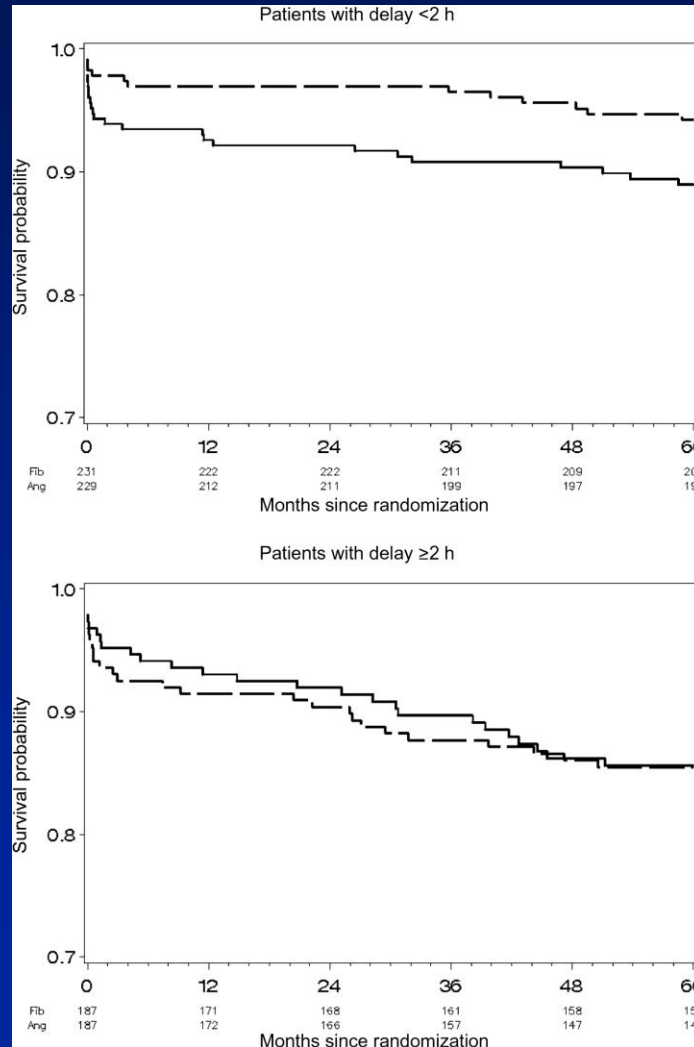 Patients with delay <2 h
1.0
0.9
0.8
0.7
Survival probability
0 12 24 36 48
Fib 231 222 222 211 209
Ang 229 212 211 199 197
Months since randomization
Patients with delay ≥2 h
1.0
0.9
0.8
0.7
Survival probability
0 12 24 36 48
Fib 187 171 168 161 158
Ang 187 172 166 157 147
Months since randomization